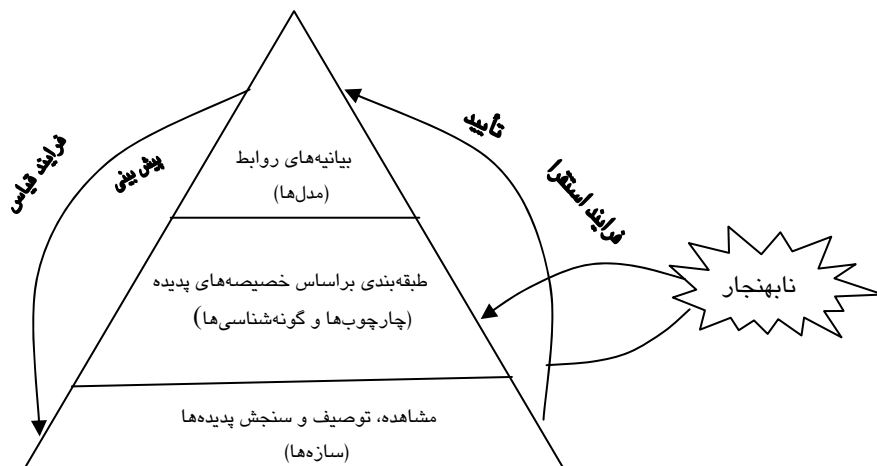 تأیید
فرایند استقرا
پیش بینی
فرایند قیاس
بیانیه‌های روابط
(مدل‌ها)
طبقه‌بندی براساس خصیصه‌های پدیده
(چارچوب‌ها و گونه‌شناسی‌ها)
نابهنجار
مشاهده، توصیف و سنجش پدیده‌ها
(سازه‌ها)